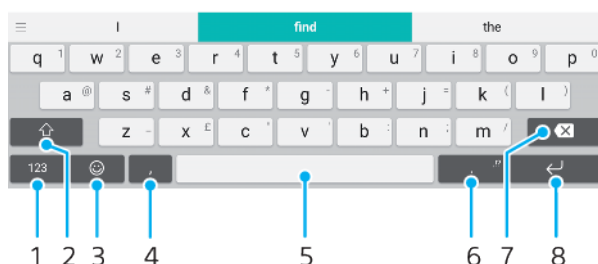 I find the
q 1 w 2 e 3 r 4 t 5 y 6 u 7 i 8 o 9 p 0
a @ s # d & f * g - h + j = k ( l )
z _ x £ c " v ' b : n ; m /
123 , . ,"
1 2 3 4 5 6 7 8